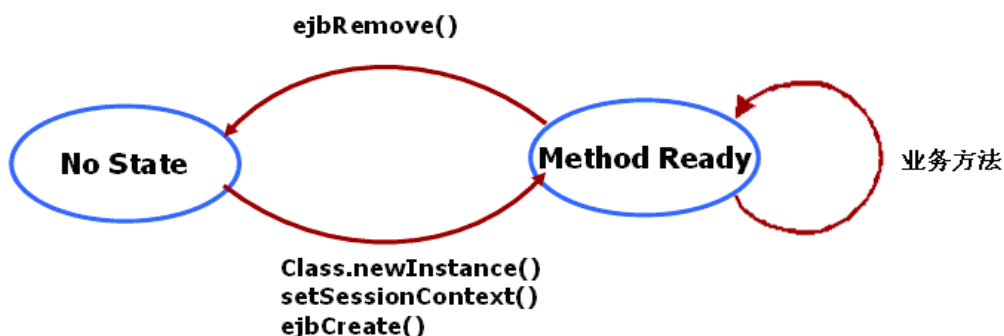 ejbRemove()
No State
Method Ready
业务方法
Class.newInstance()
setSessionContext()
ejbCreate()